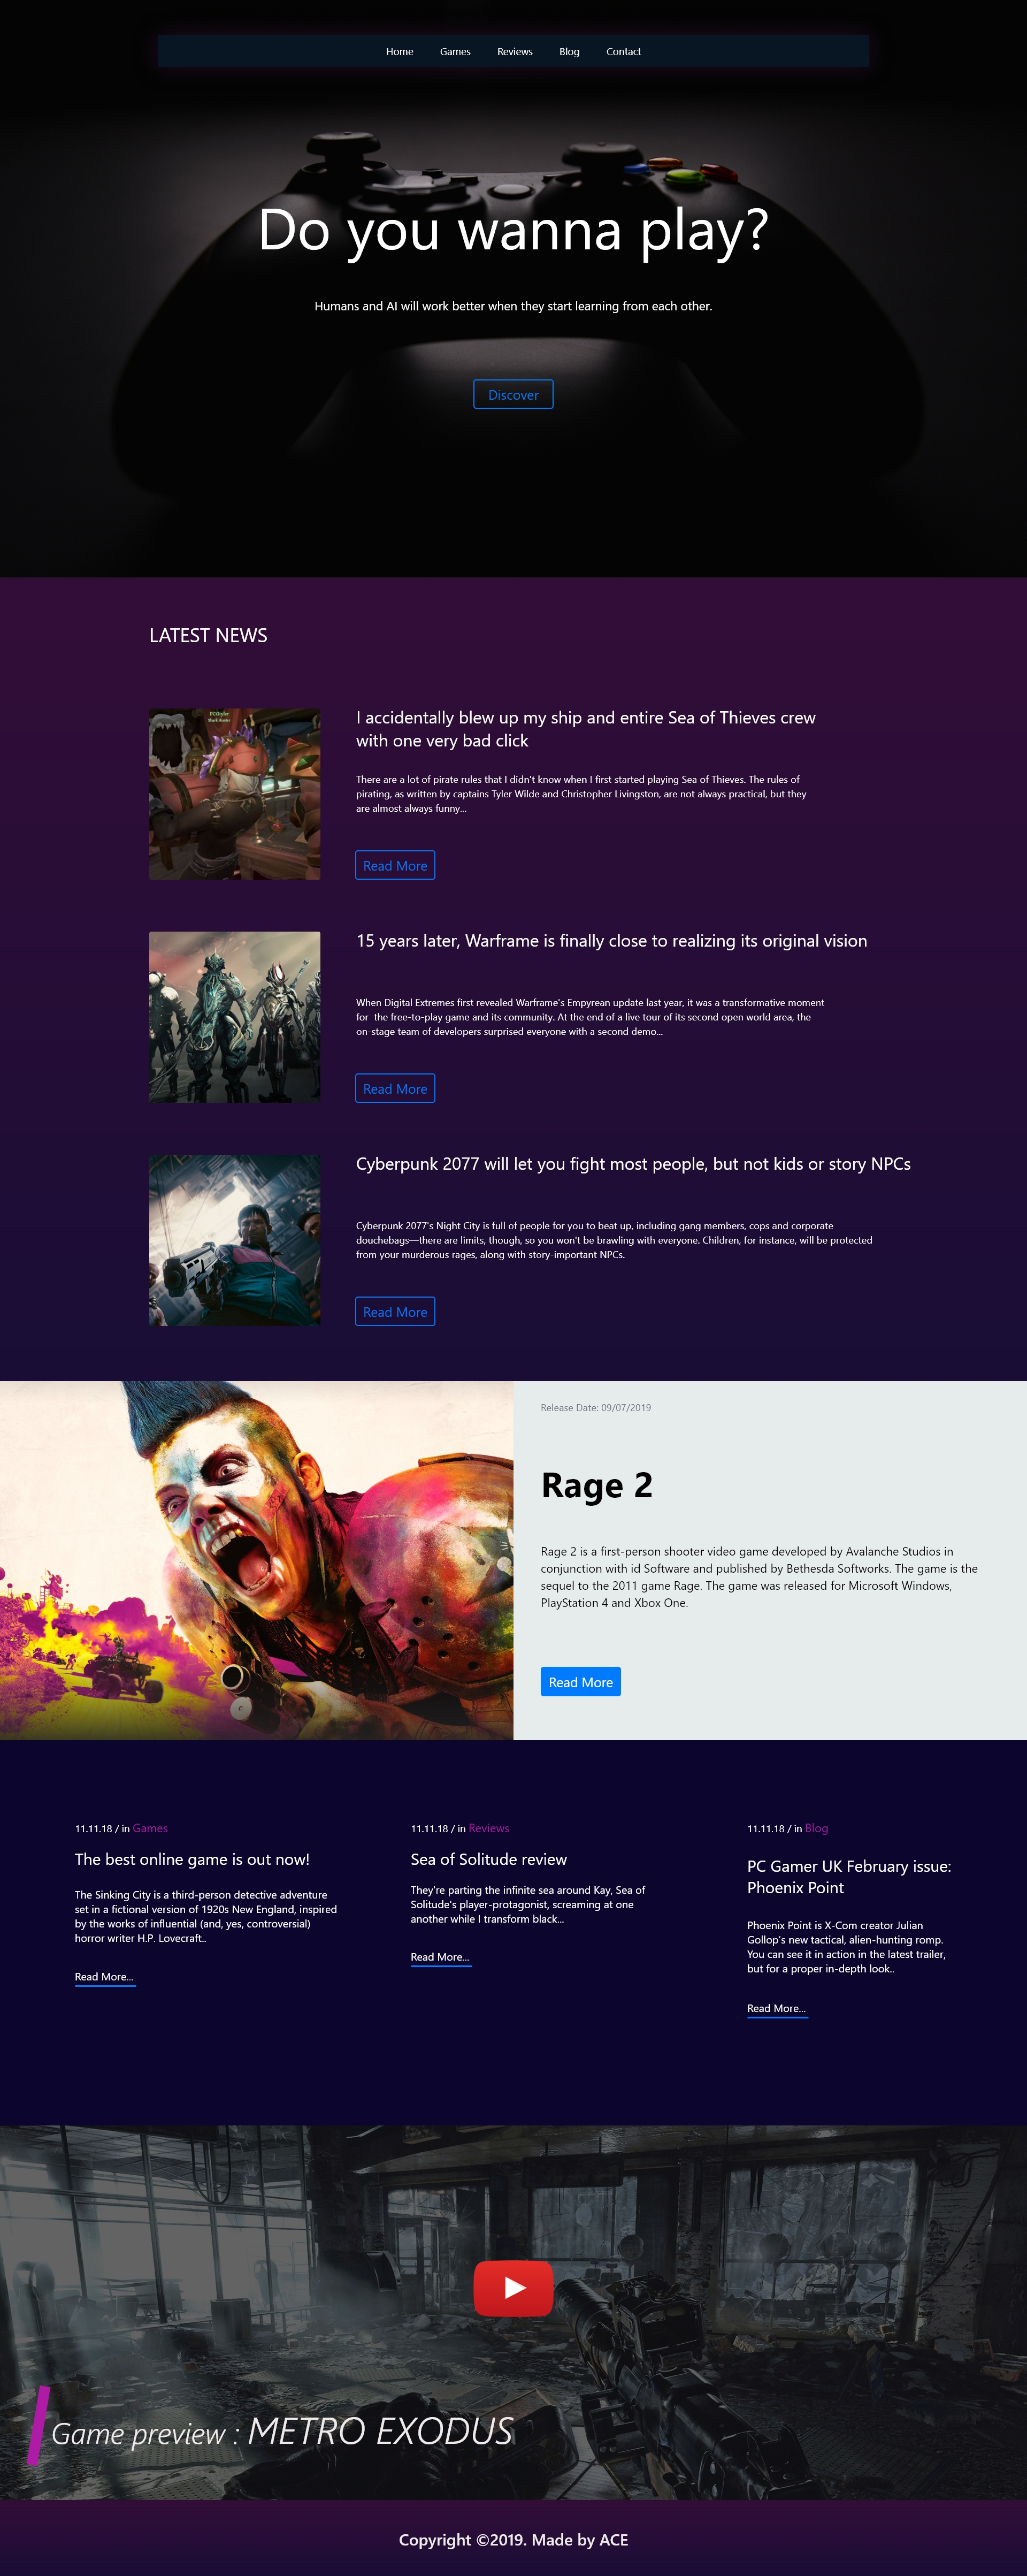 Home Games Reviews Blog Contact
Do you wanna play?
Humans and AI will work better when they start learning from each other.
Discover
LATEST NEWS
I accidentally blew up my ship and entire Sea of Thieves crew
with one very bad click
There are a lot of pirate rules that I didn't know when I first started playing Sea of Thieves. The rules of
pirating, as written by captains Tyler Wilde and Christopher Livingston, are not always practical, but they
are almost always funny...
Read More
15 years later, Warframe is finally close to realizing its original vision
When Digital Extremes first revealed Warframe's Empyrean update last year, it was a transformative moment
for  the free-to-play game and its community. At the end of a live tour of its second open world area, the
on-stage team of developers surprised everyone with a second demo...
Read More
Cyberpunk 2077 will let you fight most people, but not kids or story NPCs
Cyberpunk 2077's Night City is full of people for you to beat up, including gang members, cops and corporate
douchebags—there are limits, though, so you won't be brawling with everyone. Children, for instance, will be protected
from your murderous rages, along with story-important NPCs.
Read More
Release Date: 09/07/2019
Rage 2
Rage 2 is a first-person shooter video game developed by Avalanche Studios in
conjunction with id Software and published by Bethesda Softworks. The game is the
sequel to the 2011 game Rage. The game was released for Microsoft Windows,
PlayStation 4 and Xbox One.
Read More
11.11.18 / in Games
The best online game is out now!
The Sinking City is a third-person detective adventure
set in a fictional version of 1920s New England, inspired
by the works of influential (and, yes, controversial)
horror writer H.P. Lovecraft..
Read More...
11.11.18 / in Reviews
Sea of Solitude review
They're parting the infinite sea around Kay, Sea of
Solitude's player-protagonist, screaming at one
another while I transform black...
Read More...
11.11.18 / in Blog
PC Gamer UK February issue:
Phoenix Point
Phoenix Point is X-Com creator Julian
Gollop's new tactical, alien-hunting romp.
You can see it in action in the latest trailer,
but for a proper in-depth look..
Read More...
Game preview : METRO EXODUS
Copyright ©2019. Made by ACE